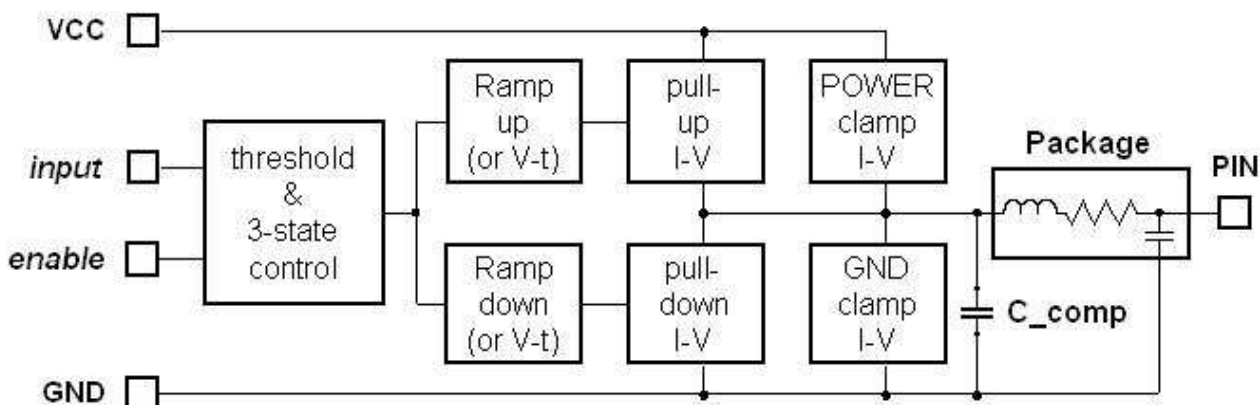 VCC
input
enable
GND
threshold
&
3-state
control
Ramp
up
(or V-t)
Ramp
down
(or V-t)
pull-
up
I-V
pull-
down
I-V
POWER
clamp
I-V
GND
clamp
I-V
C_comp
Package
PIN